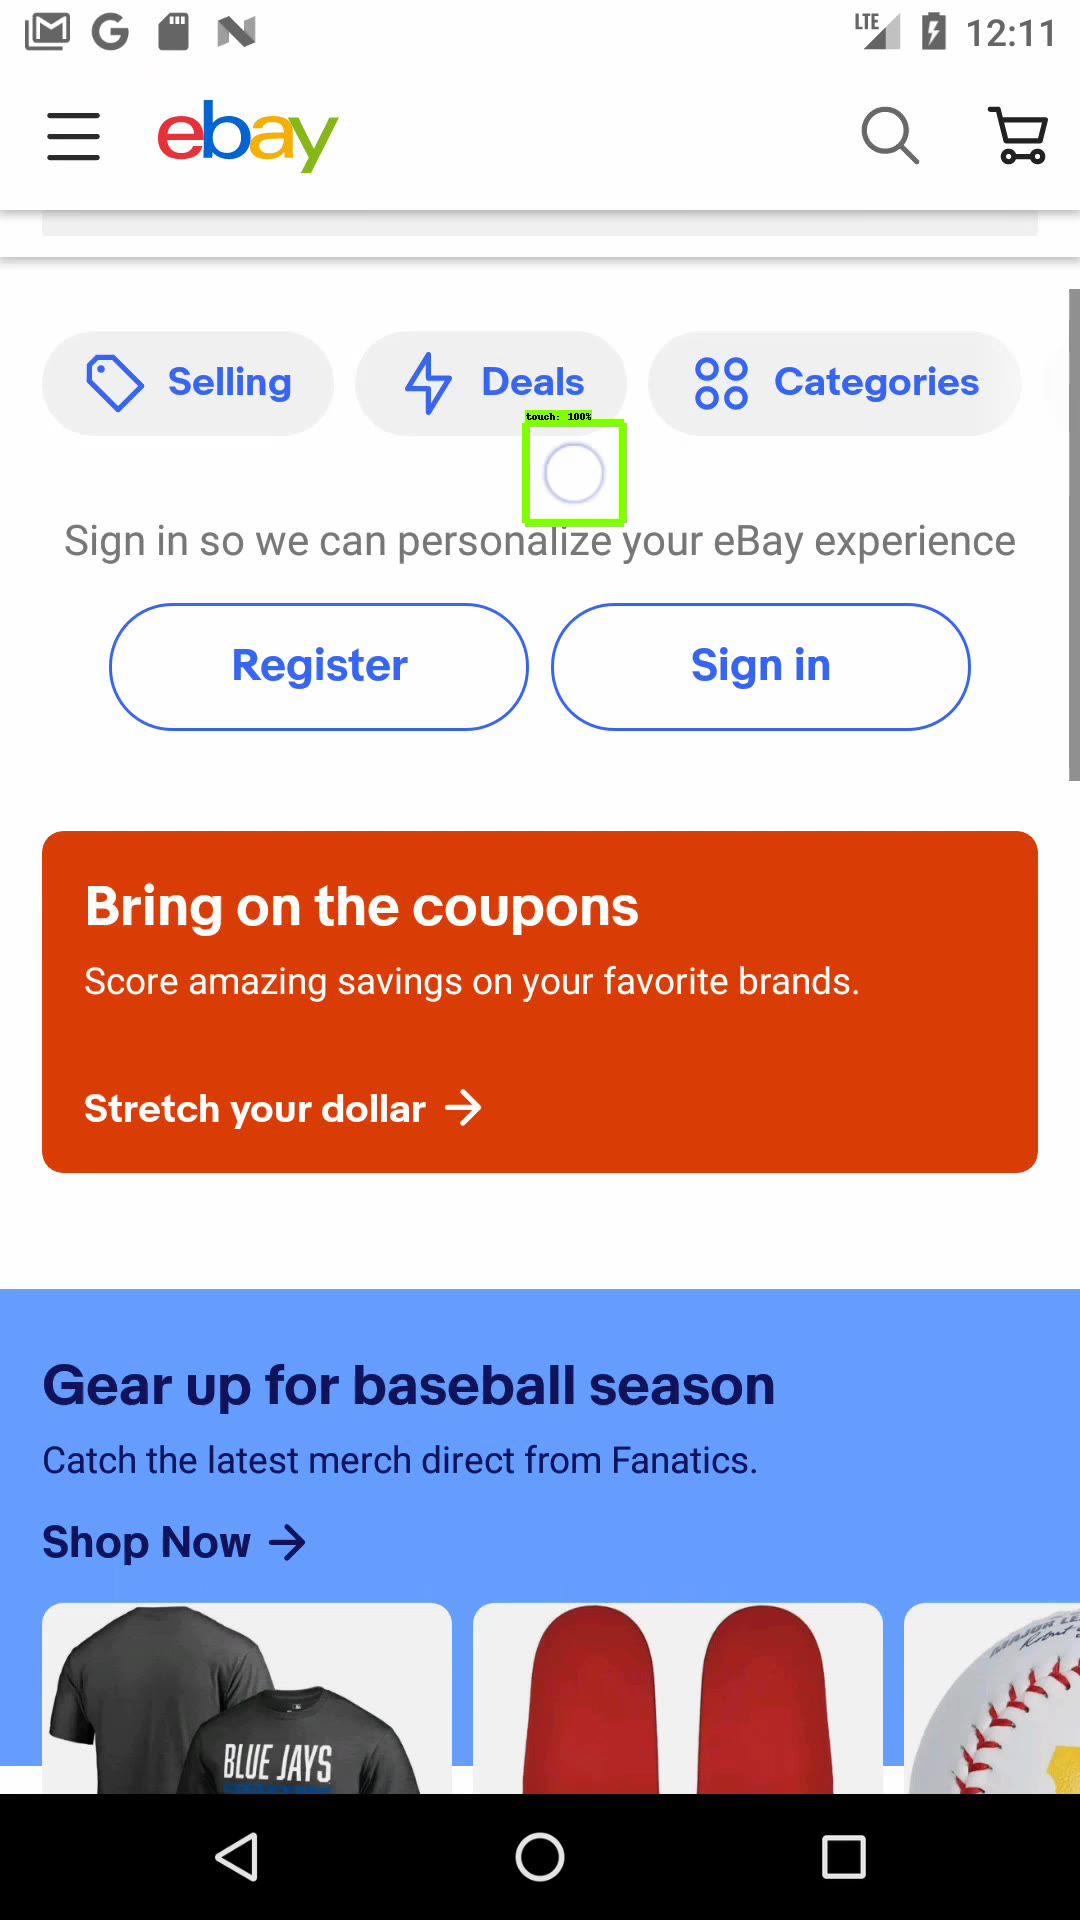 LTE 12:11
ebay
Selling Deals Categories
touch: 100%
Sign in so we can personalize your eBay experience
Register Sign in
Bring on the coupons
Score amazing savings on your favorite brands.
Stretch your dollar
Gear up for baseball season
Catch the latest merch direct from Fanatics.
Shop Now
BLUE JAYS